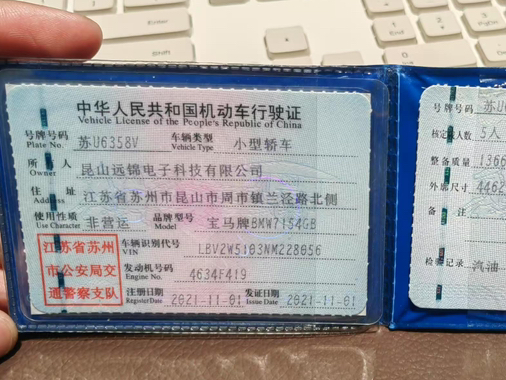 中华人民共和国机动车行驶证
Vehicle License of the People's Republic of China
号牌号码 苏U6358V 车辆类型 小型轿车
Plate No. Vehicle Type
所有人 昆山远锦电子科技有限公司
Owner
住址 江苏省苏州市昆山市周市镇兰泾路北侧
Address
使用性质 非营运 品牌型号 宝马牌BMW7154GB
Use Character Model
江苏省苏州
市公安局交
通警察支队
车辆识别代号 LBV2W5103NM228056
VIN
发动机号码 4634F419
Engine No.
注册日期 2021-11-01 发证日期 2021-11-01
Register Date Issue Date
号牌号码 苏U
核定载人数 5人
整备质量 1366
外廓尺寸 4462
备注
检验记录 汽油
End
Shift